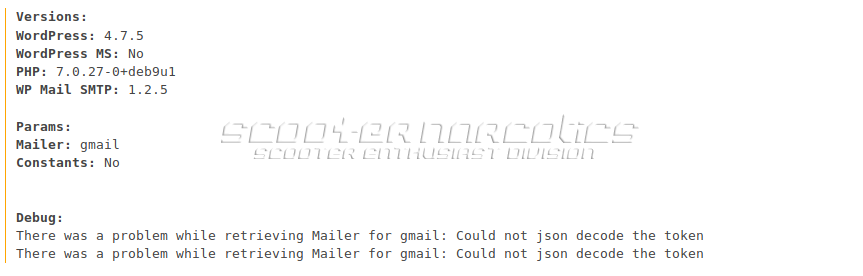 Versions:
WordPress: 4.7.5
WordPress MS: No
PHP: 7.0.27-0+deb9u1
WP Mail SMTP: 1.2.5
Params:
Mailer: gmail
Constants: No
scooter narcotics
SCOOTER ENTHUSIAST DIVISION
Debug:
There was a problem while retrieving Mailer for gmail: Could not json decode the token
There was a problem while retrieving Mailer for gmail: Could not json decode the token